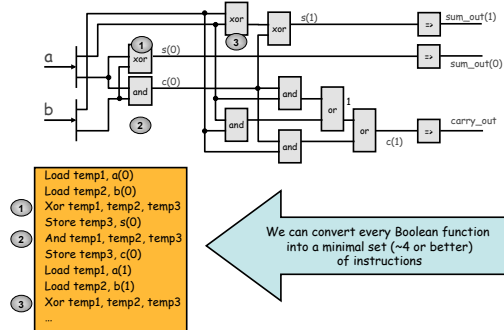 xor
s(1)
=>
sum_out(1)
xor
3
a
1
s(0)
=>
sum_out(0)
xor
c(0)
and
and
b
2
and
or
1
or
=>
carry_out
and
c(1)
Load temp1, a(0)
Load temp2, b(0)
1
Xor temp1, temp2, temp3
Store temp3, s(0)
2
And temp1, temp2, temp3
Store temp3, c(0)
Load temp1, a(1)
Load temp2, b(1)
3
Xor temp1, temp2, temp3
…
We can convert every Boolean function
into a minimal set (~4 or better)
of instructions